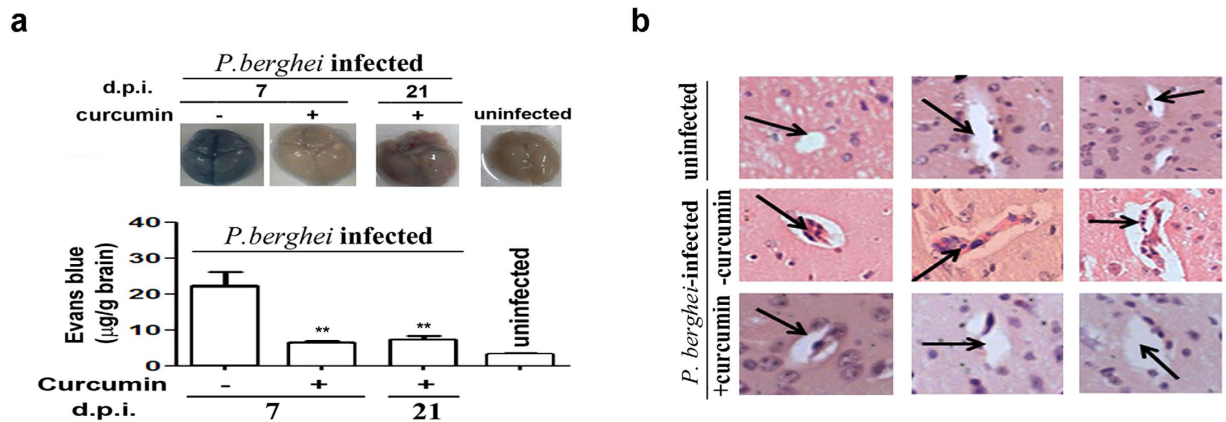 a
P.berghei infected
d.p.i. 7 21
curcumin - + + uninfected
40
30
20
10
0
Evans blue
(µg/g brain)
P.berghei infected
** **
uninfected
Curcumin - + +
d.p.i. 7 21
b
uninfected
P. berghei-infected
-curcumin
+curcumin